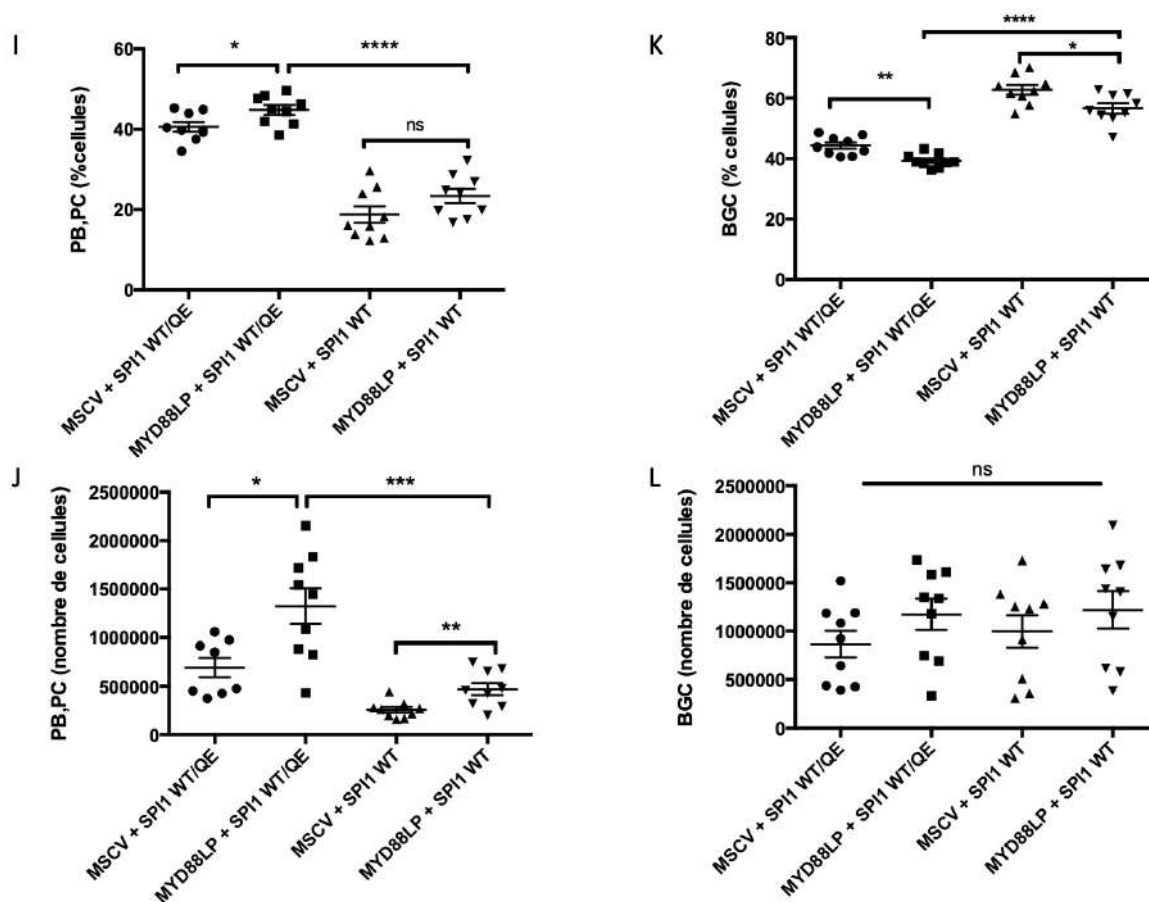 I
PB,PC (%cellules)
60
40
20
0
*
****
ns
MSCV + SPI1 WT/QE
MYD88LP + SPI1 WT/QE
MSCV + SPI1 WT
MYD88LP + SPI1 WT
K
BGC (% cellules)
80
60
40
20
0
**
****
*
MSCV + SPI1 WT/QE
MYD88LP + SPI1 WT/QE
MSCV + SPI1 WT
MYD88LP + SPI1 WT
J
PB,PC (nombre de cellules)
2500000
2000000
1500000
1000000
500000
0
*
***
**
MSCV + SPI1 WT/QE
MYD88LP + SPI1 WT/QE
MSCV + SPI1 WT
MYD88LP + SPI1 WT
L
BGC (nombre de cellules)
2500000
2000000
1500000
1000000
500000
0
ns
MSCV + SPI1 WT/QE
MYD88LP + SPI1 WT/QE
MSCV + SPI1 WT
MYD88LP + SPI1 WT